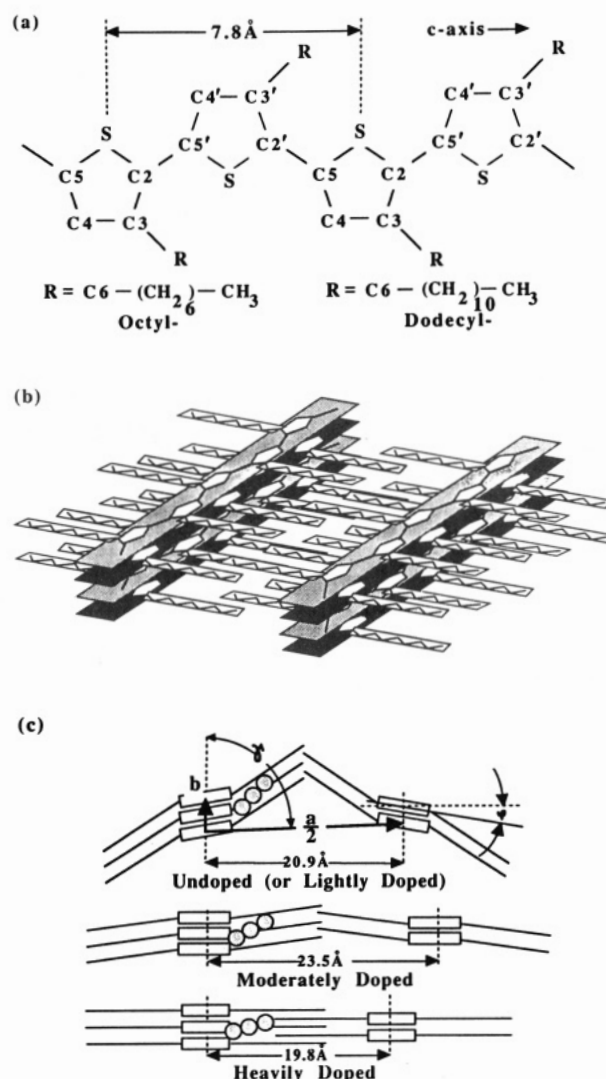 (a)
7.8Å
c-axis
R
R
C4'
C3'
C4'
C3'
S
S
C5'
C2'
C5'
C2'
C5
C2
S
C5
C2
S
C4
C3
C4
C3
R
R
R = C6 — (CH2)6 — CH3
R = C6 — (CH2)10 — CH3
Octyl-
Dodecyl-
(b)
(c)
γ
b
a/2
20.9Å
Undoped (or Lightly Doped)
23.5Å
Moderately Doped
19.8Å
Heavily Doped